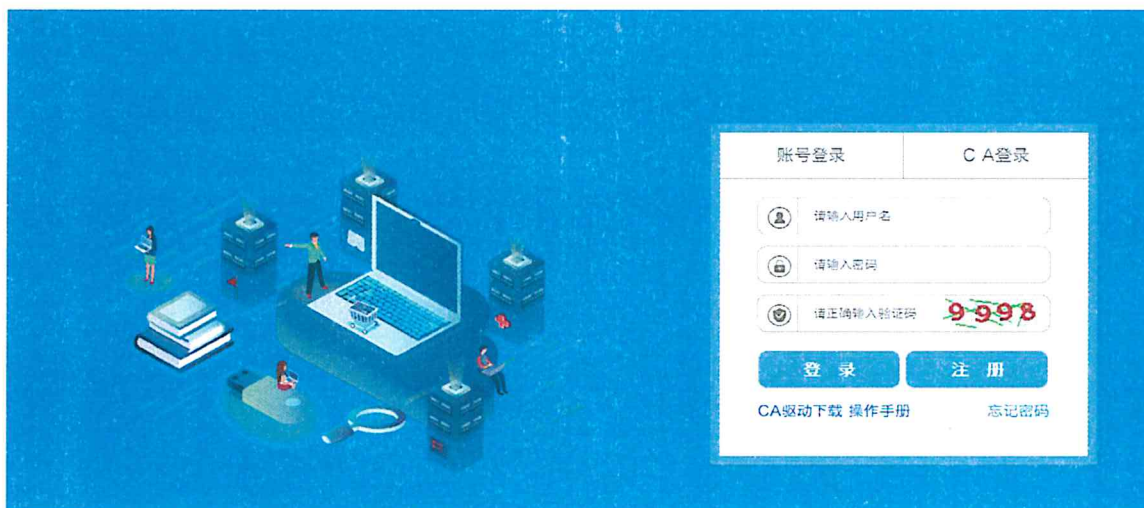 账号登录 CA登录
请输入用户名
请输入密码
请正确输入验证码 9998
登 录 注 册
CA驱动下载 操作手册 忘记密码